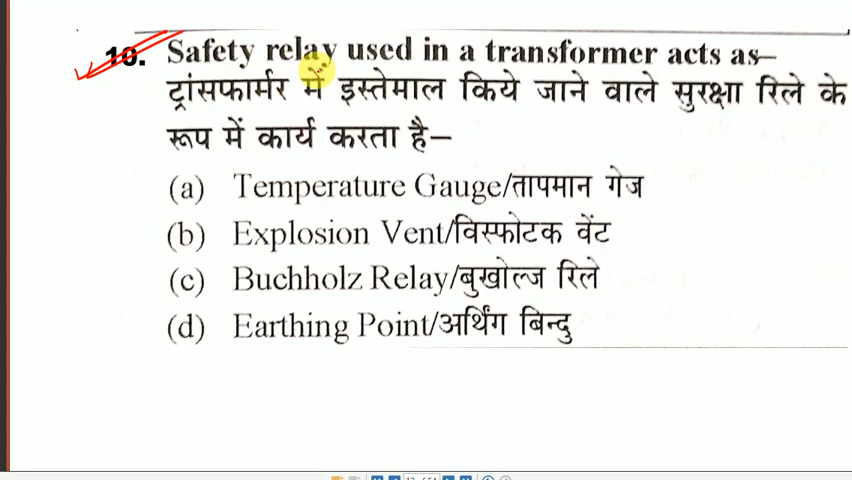 10. Safety relay used in a transformer acts as–
ट्रांसफार्मर में इस्तेमाल किये जाने वाले सुरक्षा रिले के
रूप में कार्य करता है–
(a) Temperature Gauge/तापमान गेज
(b) Explosion Vent/विस्फोटक वेंट
(c) Buchholz Relay/बुखोल्ज रिले
(d) Earthing Point/अर्थिंग बिन्दु